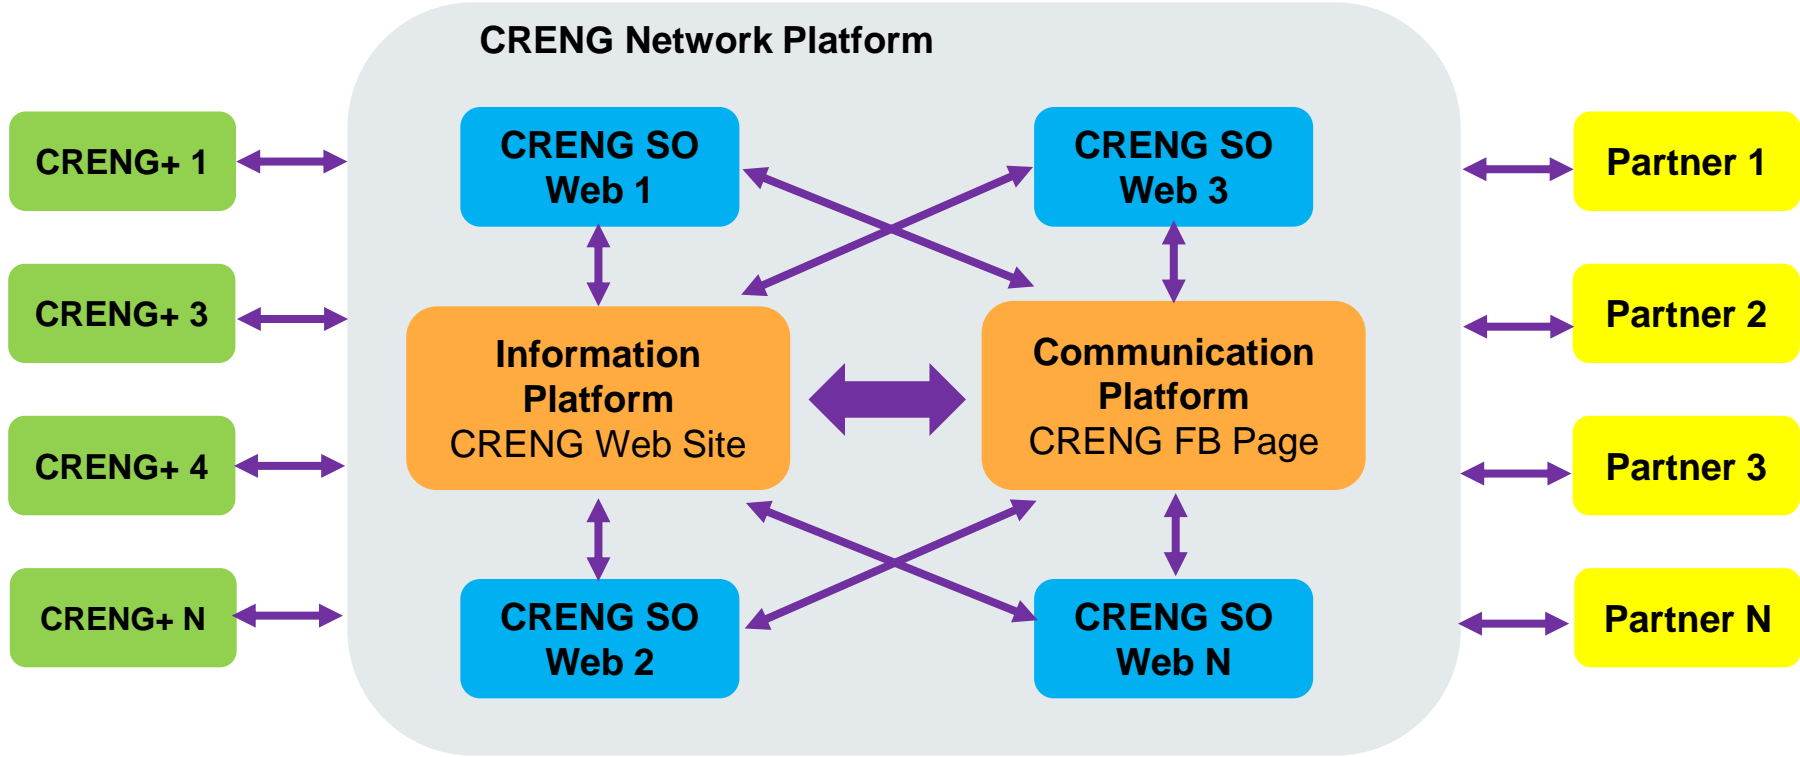 CRENG Network Platform
CRENG+ 1
CRENG+ 3
CRENG+ 4
CRENG+ N
CRENG SO
Web 1
CRENG SO
Web 3
Information
Platform
CRENG Web Site
Communication
Platform
CRENG FB Page
CRENG SO
Web 2
CRENG SO
Web N
Partner 1
Partner 2
Partner 3
Partner N